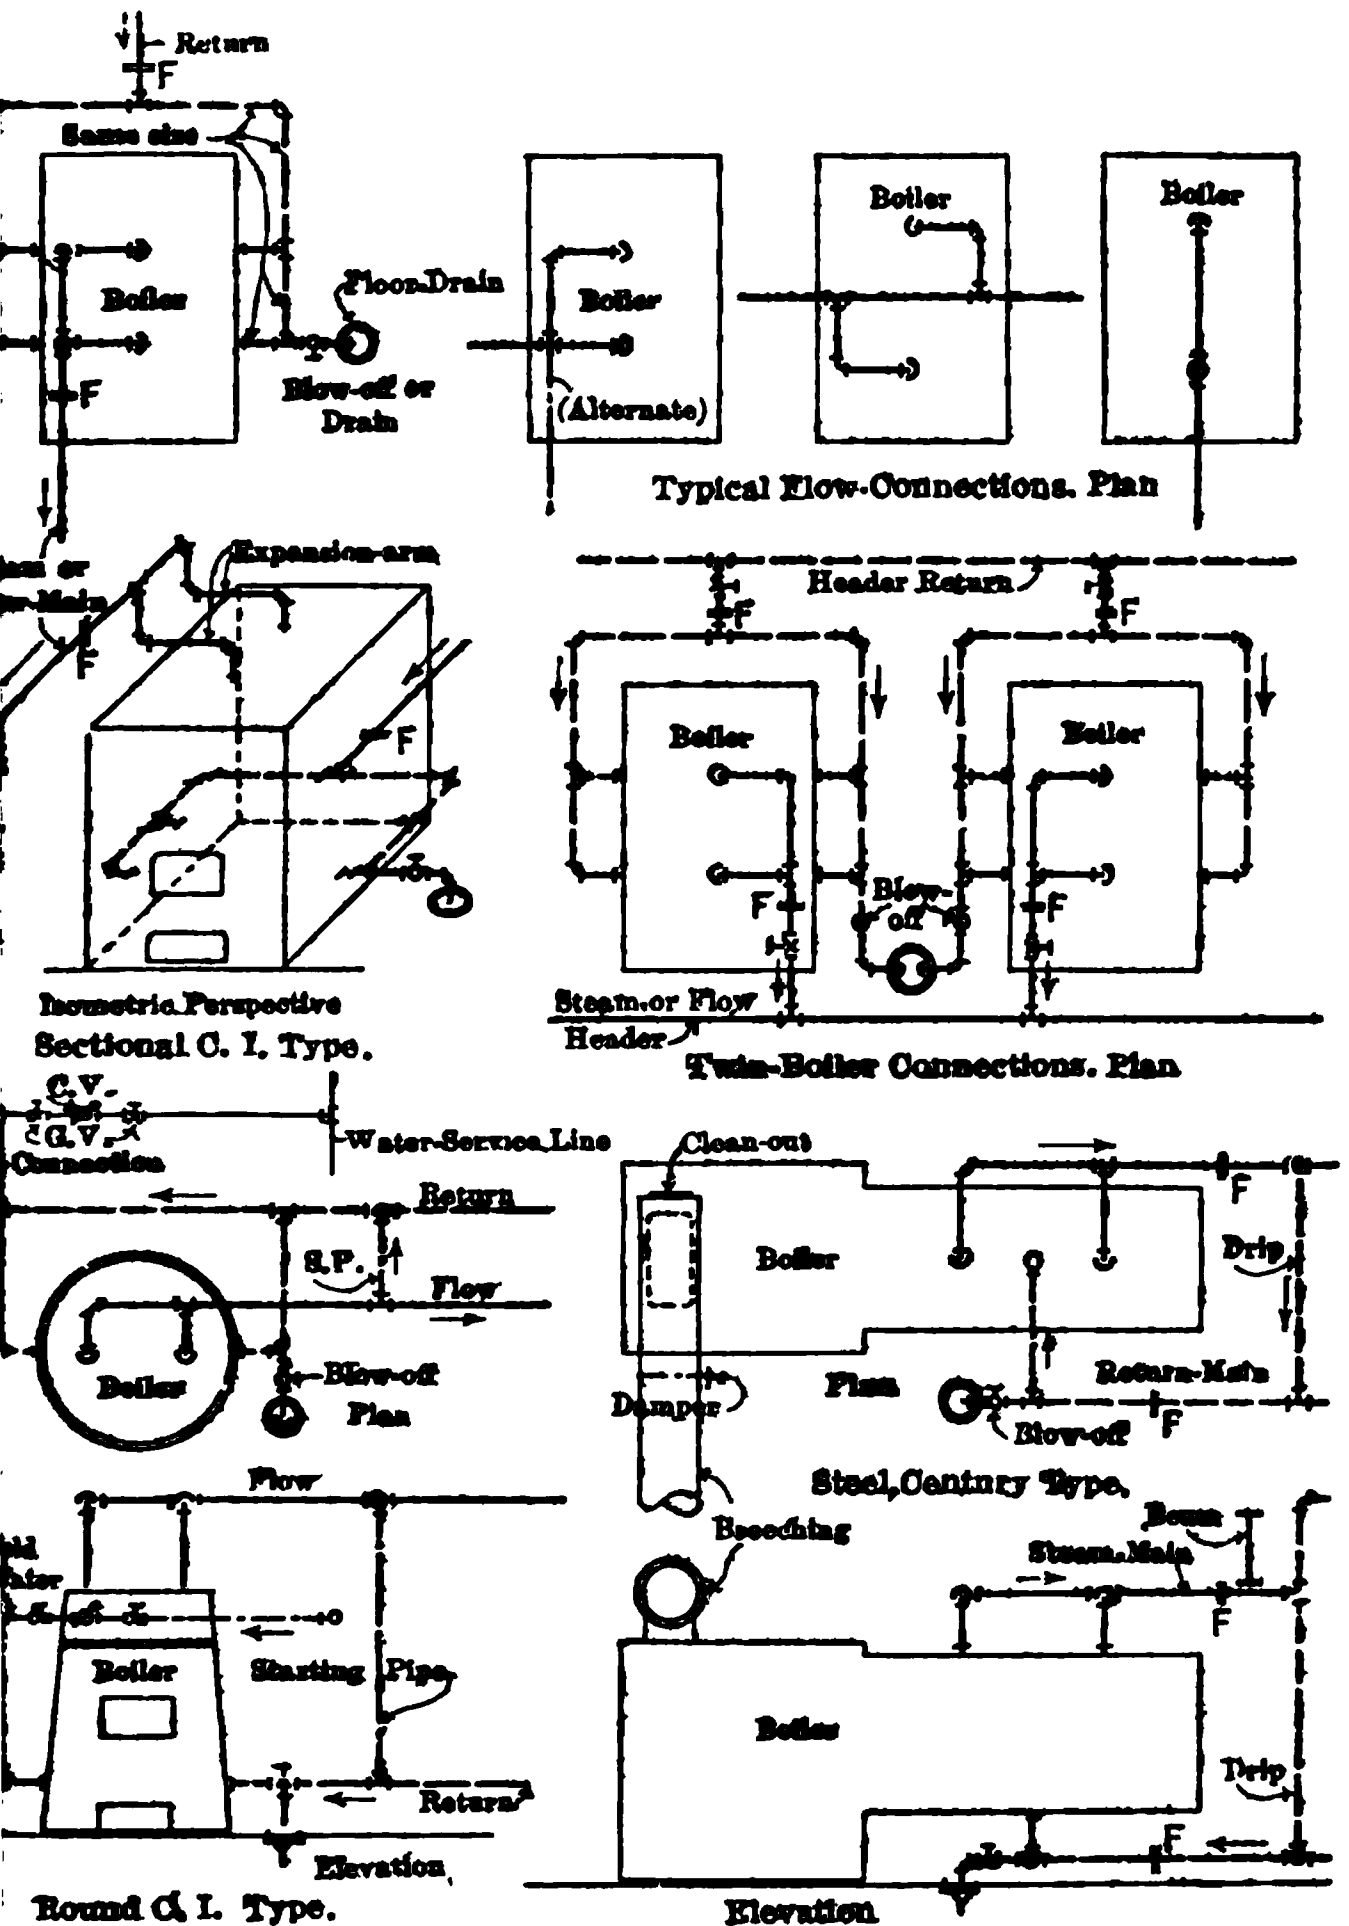 Return
F
Same size
Boiler
Floor-Drain
F
Blow-off or
Drain
Boiler
(Alternate)
Boiler
Boiler
Typical Flow-Connections. Plan
or
Main
F
Expansion-arm
F
Isometric Perspective
Sectional C. I. Type.
Header Return
F
F
Boiler
Boiler
F
Blow-
off
F
Steam or Flow
Header
Twin-Boiler Connections. Plan
C.V.
G.V.
Connection
Water-Service Line
Return
S.P.
Flow
Boiler
Blow-off
Plan
Clean-out
Boiler
F
Drip
Damper
Plan
Return-Main
F
Blow-off
Steel, Century Type.
Breeching
Flow
Boiler
Starting Pipe
Return
Elevation
Round C. I. Type.
Beam
Steam-Main
F
Boiler
Drip
F
Elevation